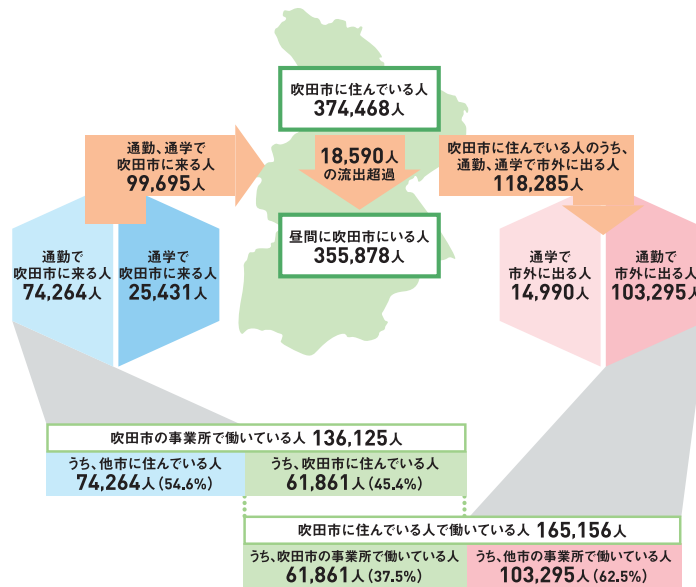 吹田市に住んでいる人
374,468人
通勤、通学で
吹田市に来る人
99,695人
18,590人
の流出超過
吹田市に住んでいる人のうち、
通勤、通学で市外に出る人
118,285人
昼間に吹田市にいる人
355,878人
通勤で
吹田市に来る人
74,264人
通学で
吹田市に来る人
25,431人
通学で
市外に出る人
14,990人
通勤で
市外に出る人
103,295人
吹田市の事業所で働いている人 136,125人
うち、他市に住んでいる人
74,264人(54.6%)
うち、吹田市に住んでいる人
61,861人(45.4%)
吹田市に住んでいる人で働いている人 165,156人
うち、吹田市の事業所で働いている人
61,861人(37.5%)
うち、他市の事業所で働いている人
103,295人(62.5%)